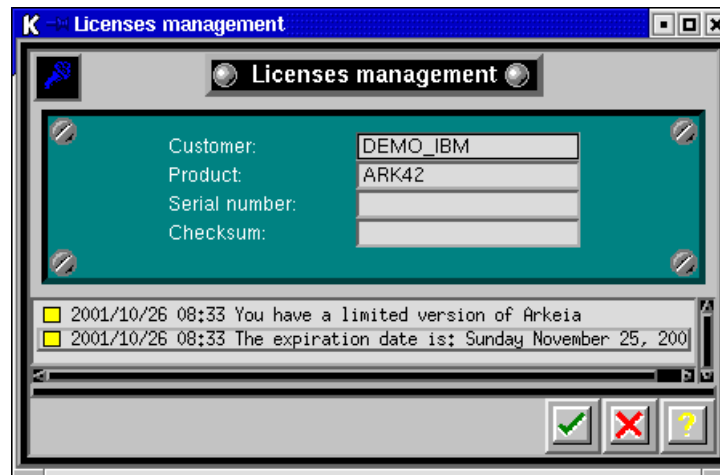 K Licenses management
Licenses management
Customer: DEMO_IBM
Product: ARK42
Serial number:
Checksum:
2001/10/26 08:33 You have a limited version of Arkeia
2001/10/26 08:33 The expiration date is: Sunday November 25, 200
?